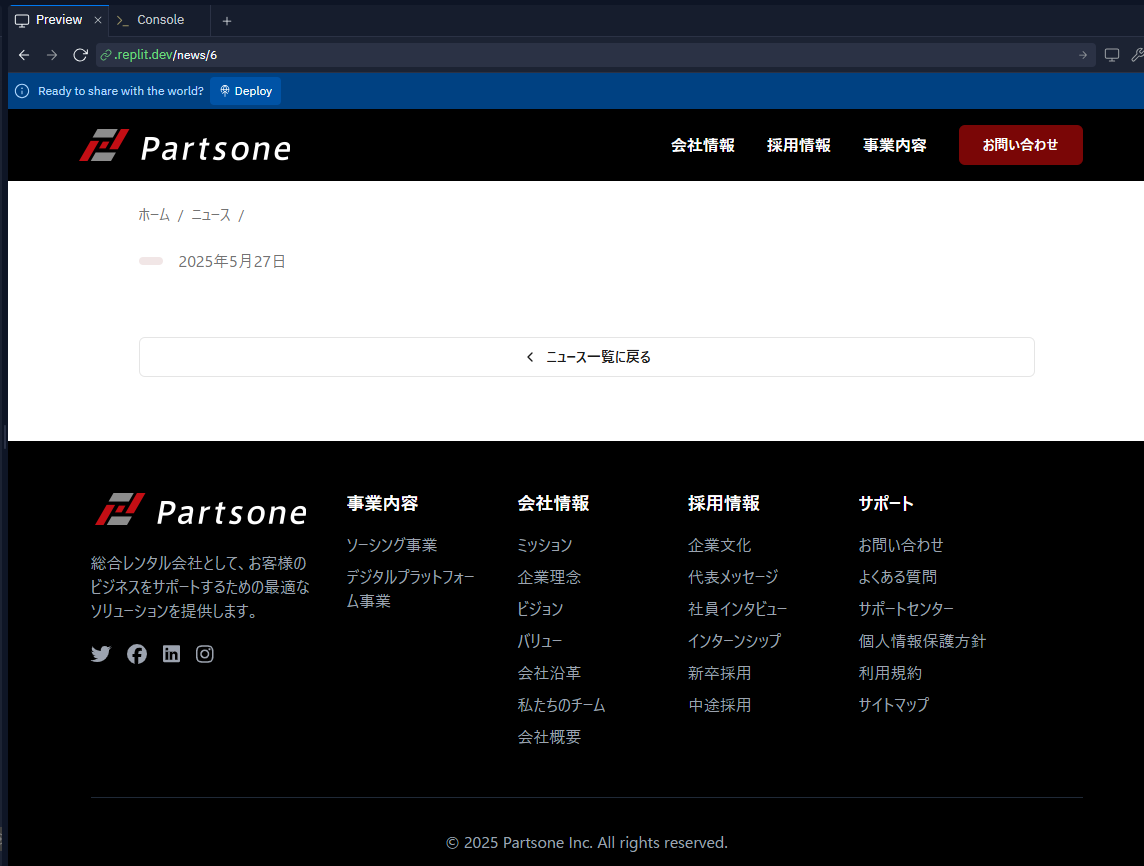 Preview × >_ Console +
.replit.dev/news/6
Ready to share with the world? Deploy
Partsone
会社情報 採用情報 事業内容 お問い合わせ
ホーム / ニュース /
2025年5月27日
ニュース一覧に戻る
Partsone
総合レンタル会社として、お客様の
ビジネスをサポートするための最適な
ソリューションを提供します。
事業内容
ソーシング事業
デジタルプラットフォー
ム事業
会社情報
ミッション
企業理念
ビジョン
バリュー
会社沿革
私たちのチーム
会社概要
採用情報
企業文化
代表メッセージ
社員インタビュー
インターンシップ
新卒採用
中途採用
サポート
お問い合わせ
よくある質問
サポートセンター
個人情報保護方針
利用規約
サイトマップ
© 2025 Partsone Inc. All rights reserved.